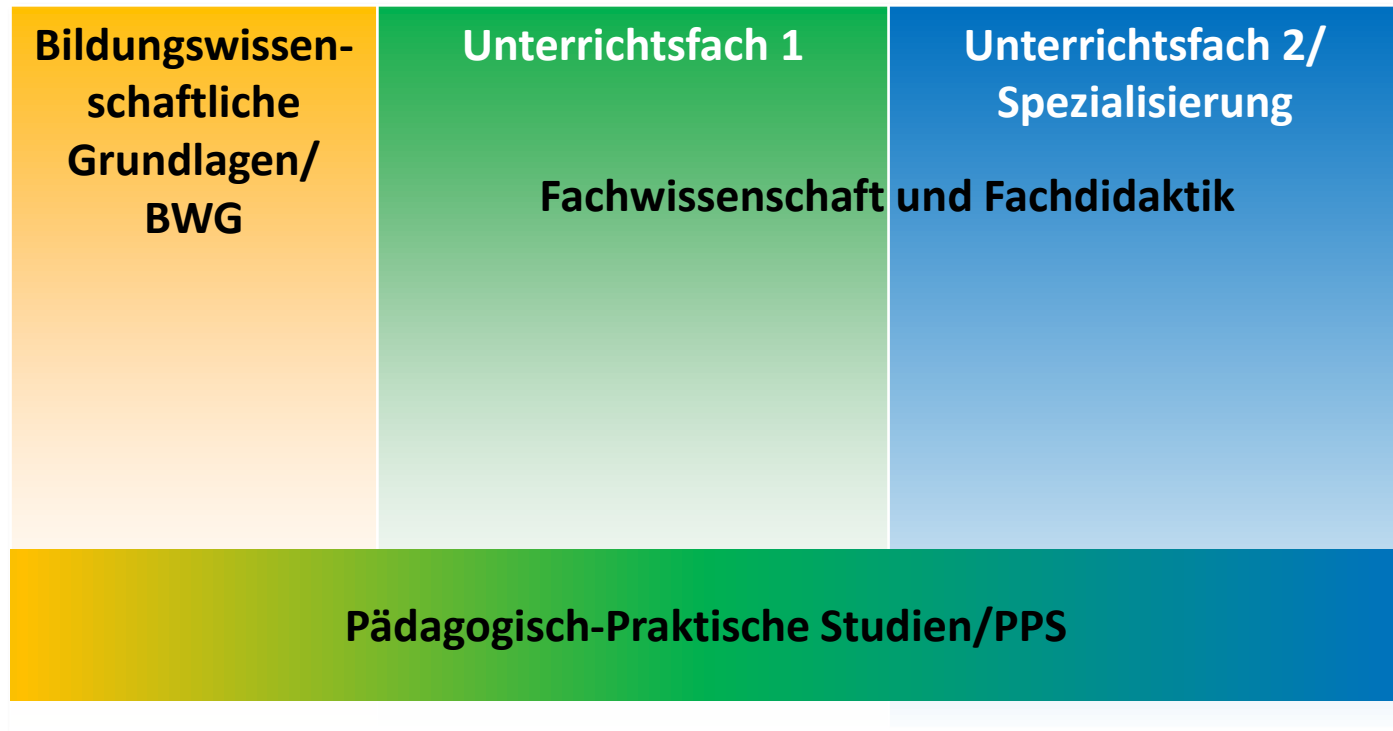 Bildungswissen-
schaftliche
Grundlagen/
BWG
Unterrichtsfach 1
Unterrichtsfach 2/
Spezialisierung
Fachwissenschaft und Fachdidaktik
Pädagogisch-Praktische Studien/PPS